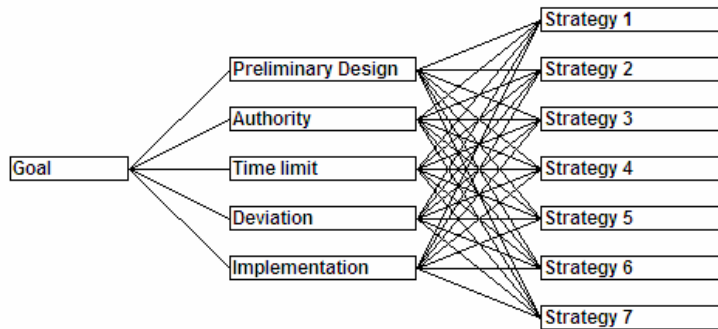 Goal
Preliminary Design
Authority
Time limit
Deviation
Implementation
Strategy 1
Strategy 2
Strategy 3
Strategy 4
Strategy 5
Strategy 6
Strategy 7